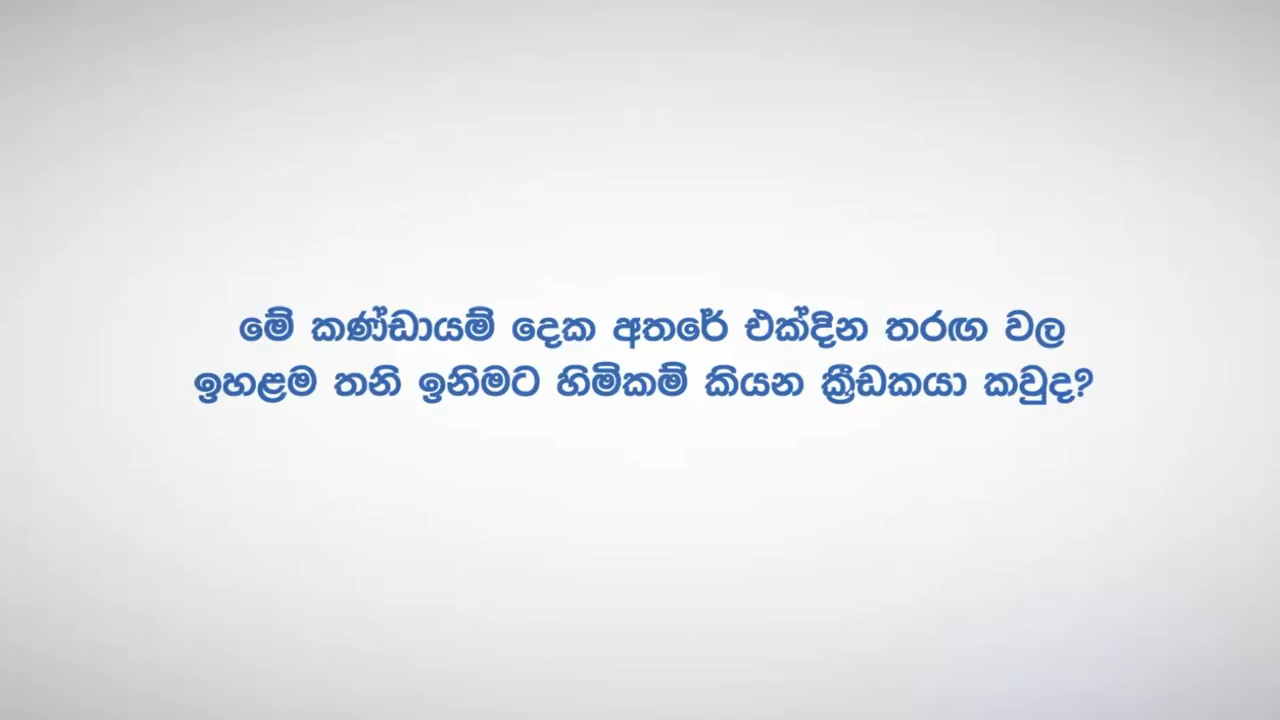 මේ කණ්ඩායම් දෙක අතරේ එක්දින තරඟ වල
ඉහළම තනි ඉනිමට හිමිකම් කියන ක්‍රීඩකයා කවුද?